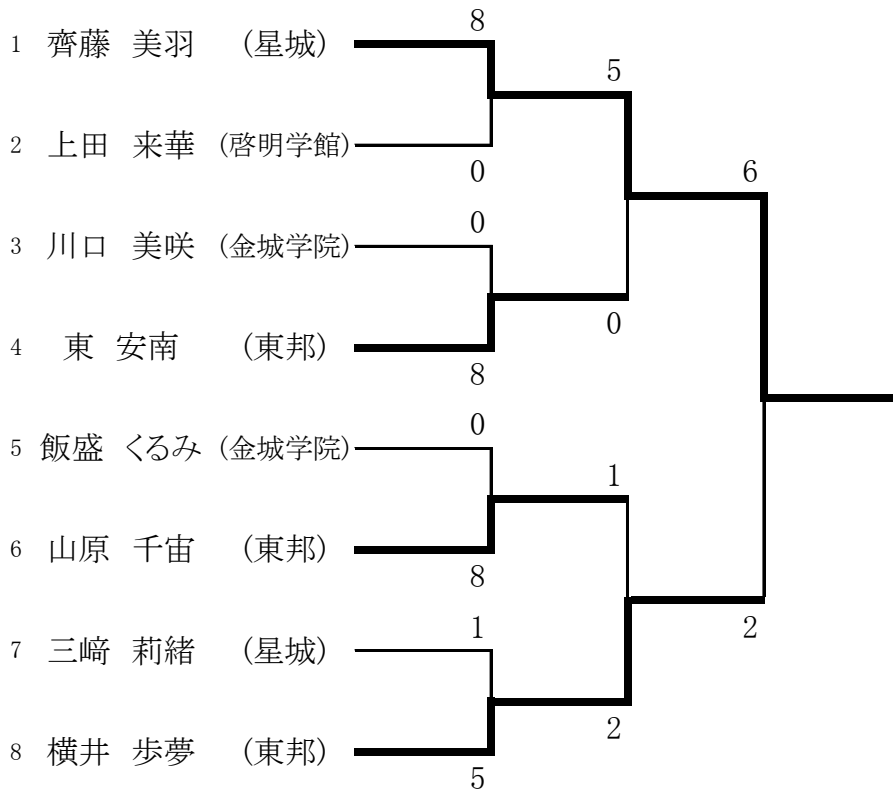 8
1 齊藤 美羽 (星城)
5
2 上田 来華 (啓明学館)
0
6
0
3 川口 美咲 (金城学院)
0
4 東 安南 (東邦)
8
0
5 飯盛 くるみ (金城学院)
1
6 山原 千宙 (東邦)
8
1
2
7 三﨑 莉緒 (星城)
2
8 横井 歩夢 (東邦)
5